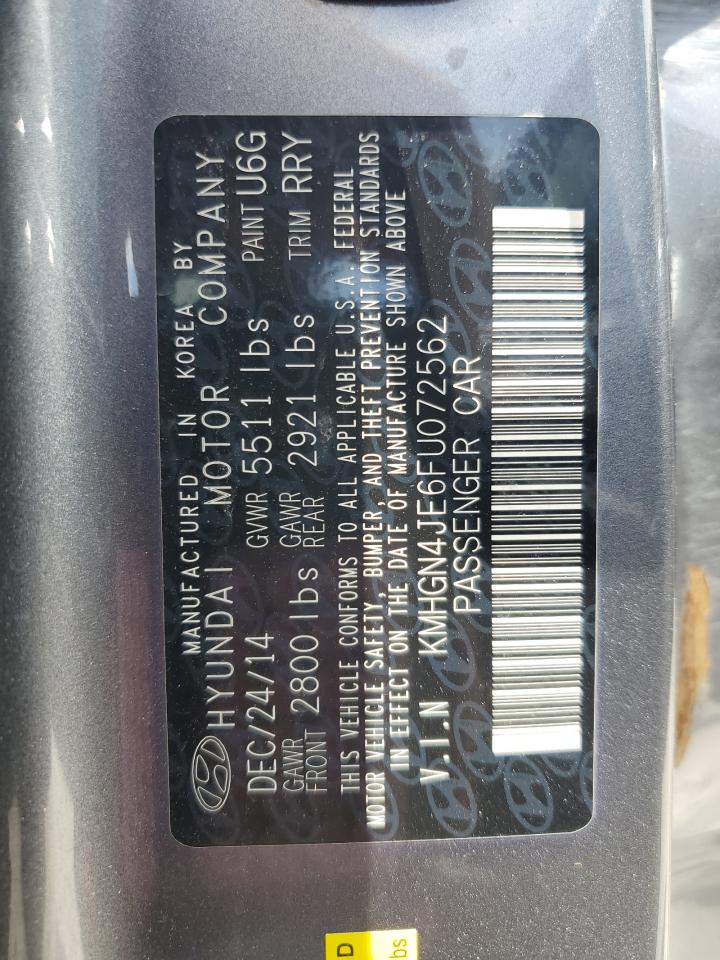 MANUFACTURED IN KOREA BY
HYUNDAI MOTOR COMPANY
DEC/24/14 GVWR 5511 lbs PAINT U6G
GAWR FRONT 2800 lbs GAWR REAR 2921 lbs TRIM RRY
THIS VEHICLE CONFORMS TO ALL APPLICABLE U.S.A. FEDERAL
MOTOR VEHICLE SAFETY, BUMPER, AND THEFT PREVENTION STANDARDS
IN EFFECT ON THE DATE OF MANUFACTURE SHOWN ABOVE
V.I.N KMHGN4JE6FU072562
PASSENGER CAR
D
bs